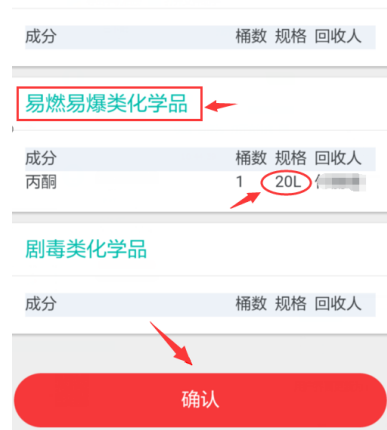 成分 桶数 规格 回收人
易燃易爆类化学品
成分 桶数 规格 回收人
丙酮 1 20L
剧毒类化学品
成分 桶数 规格 回收人
确认